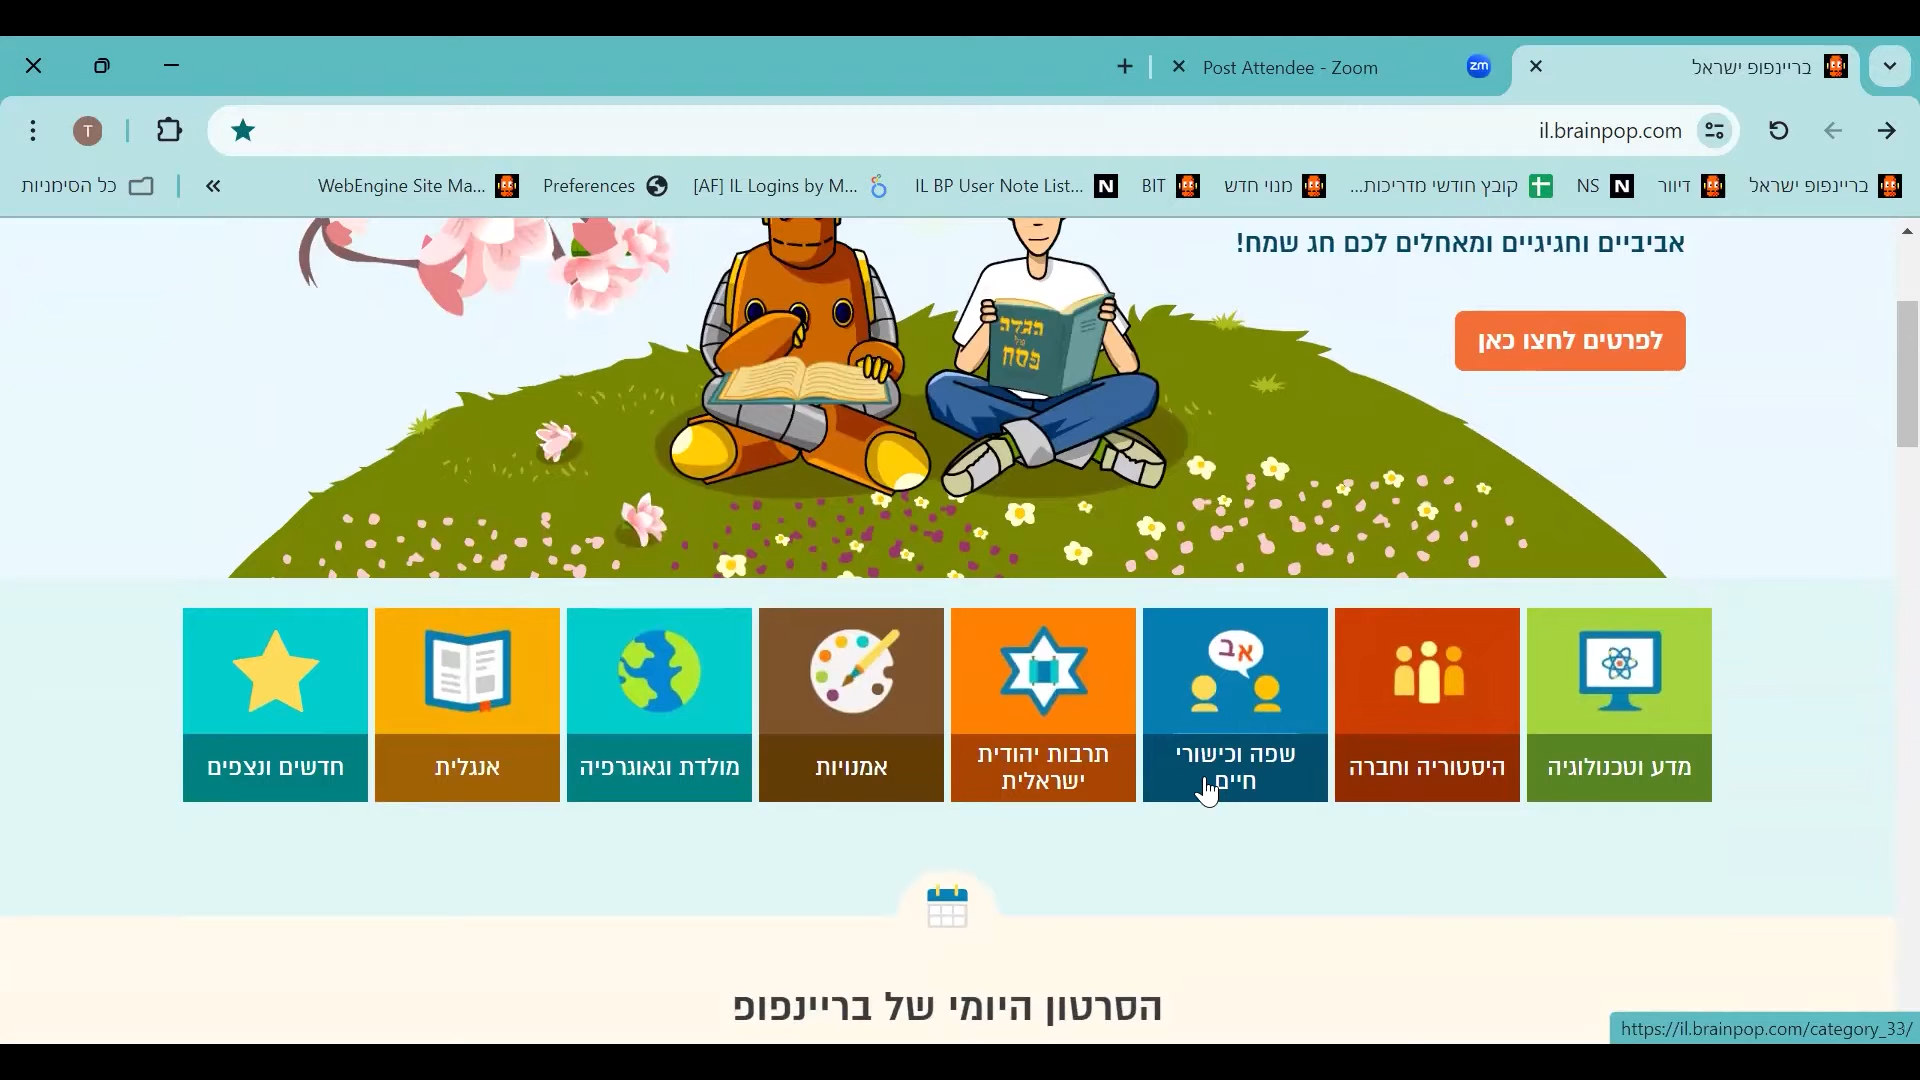 בריינפופ ישראל
Post Attendee - Zoom
zm
il.brainpop.com
T
בריינפופ ישראל
דיוור
NS
קובץ חודשי מדריכות...
מנוי חדש
BIT
IL BP User Note List...
[AF] IL Logins by M...
Preferences
WebEngine Site Ma...
כל הסימניות
אביביים וחגיגיים ומאחלים לכם חג שמח!
לפרטים לחצו כאן
הגדה
של
פסח
אב
מדע וטכנולוגיה
היסטוריה וחברה
שפה וכישורי
חיים
תרבות יהודית
ישראלית
אמנויות
מולדת וגאוגרפיה
אנגלית
חדשים ונצפים
הסרטון היומי של בריינפופ
https://il.brainpop.com/category_33/